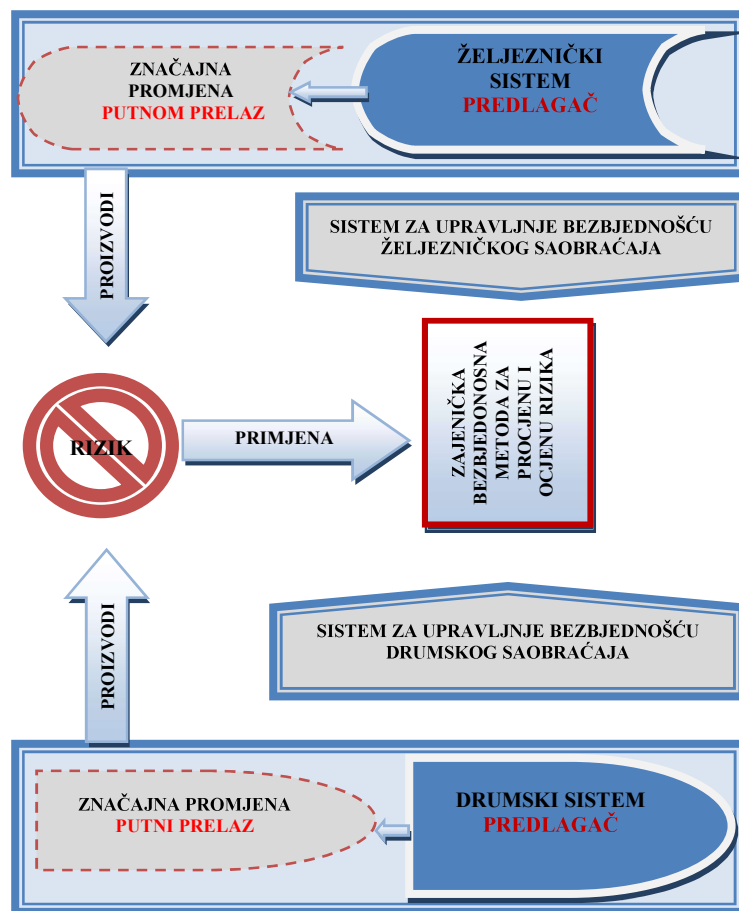 ZNAČAJNA
PROMJENA
PUTNOM PRELAZ
ŽELJEZNIČKI
SISTEM
PREDLAGAČ
PROIZVODI
SISTEM ZA UPRAVLJNJE BEZBJEDNOŠĆU
ŽELJEZNIČKOG SAOBRAĆAJA
RIZIK
PRIMJENA
ZAJENIČKA
BEZBJEDONOSNA
METODA ZA
PROCJENU I
OCJENU RIZIKA
PROIZVODI
SISTEM ZA UPRAVLJNJE BEZBJEDNOŠĆU
DRUMSKOG SAOBRAĆAJA
ZNAČAJNA PROMJENA
PUTNI PRELAZ
DRUMSKI SISTEM
PREDLAGAČ